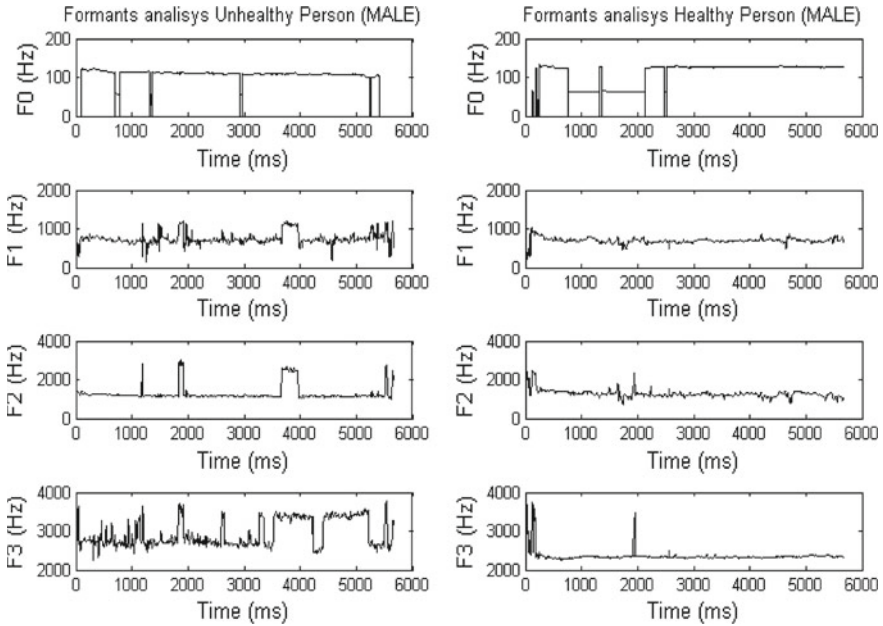 Formants analisys Unhealthy Person (MALE)
200
100
0
F0 (Hz)
0 1000 2000 3000 4000 5000 6000
Time (ms)
2000
1000
0
F1 (Hz)
0 1000 2000 3000 4000 5000 6000
Time (ms)
4000
2000
0
F2 (Hz)
0 1000 2000 3000 4000 5000 6000
Time (ms)
4000
3000
2000
F3 (Hz)
0 1000 2000 3000 4000 5000 6000
Time (ms)
Formants analisys Healthy Person (MALE)
200
100
0
F0 (Hz)
0 1000 2000 3000 4000 5000 6000
Time (ms)
2000
1000
0
F1 (Hz)
0 1000 2000 3000 4000 5000 6000
Time (ms)
4000
2000
0
F2 (Hz)
0 1000 2000 3000 4000 5000 6000
Time (ms)
4000
3000
2000
F3 (Hz)
0 1000 2000 3000 4000 5000 6000
Time (ms)